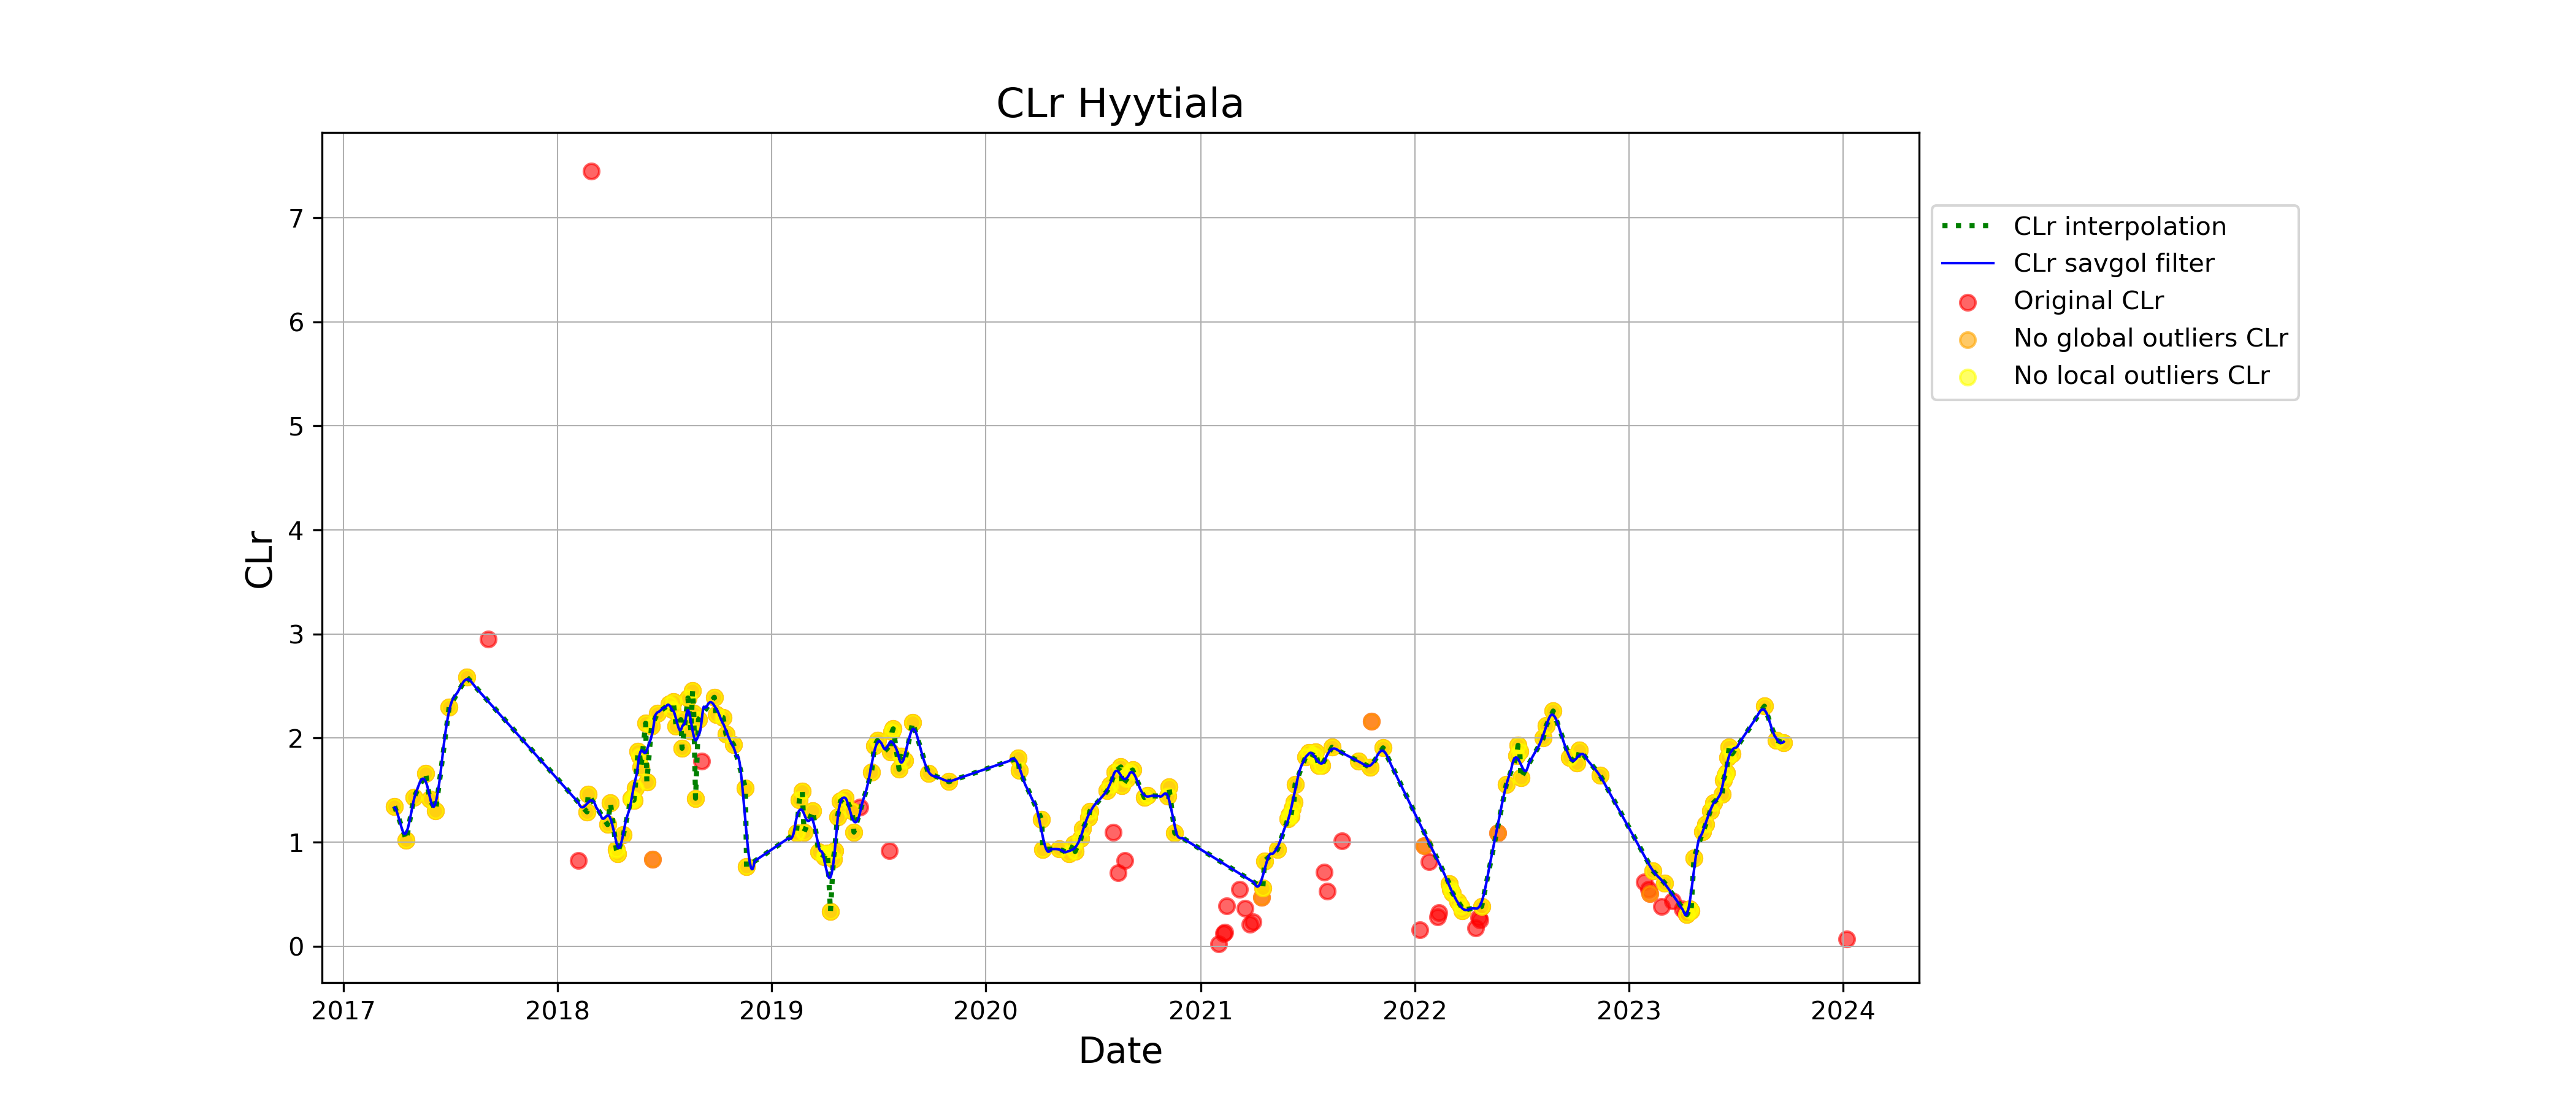 CLr Hyytiala
7
6
5
4
3
2
1
0
CLr
2017 2018 2019 2020 2021 2022 2023 2024
Date
CLr interpolation
CLr savgol filter
Original CLr
No global outliers CLr
No local outliers CLr